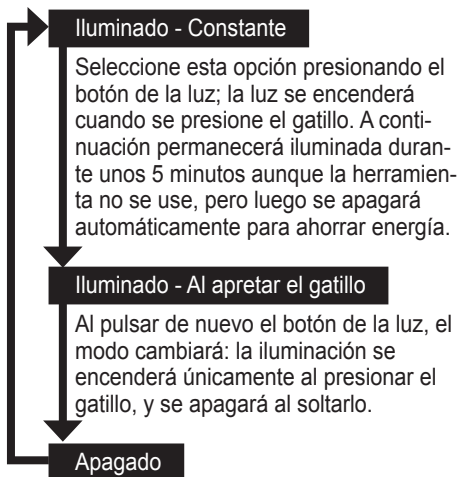 Iluminado - Constante
Seleccione esta opción presionando el
botón de la luz; la luz se encenderá
cuando se presione el gatillo. A conti-
nuación permanecerá iluminada duran-
te unos 5 minutos aunque la herramien-
ta no se use, pero luego se apagará
automáticamente para ahorrar energía.
Iluminado - Al apretar el gatillo
Al pulsar de nuevo el botón de la luz, el
modo cambiará: la iluminación se
encenderá únicamente al presionar el
gatillo, y se apagará al soltarlo.
Apagado